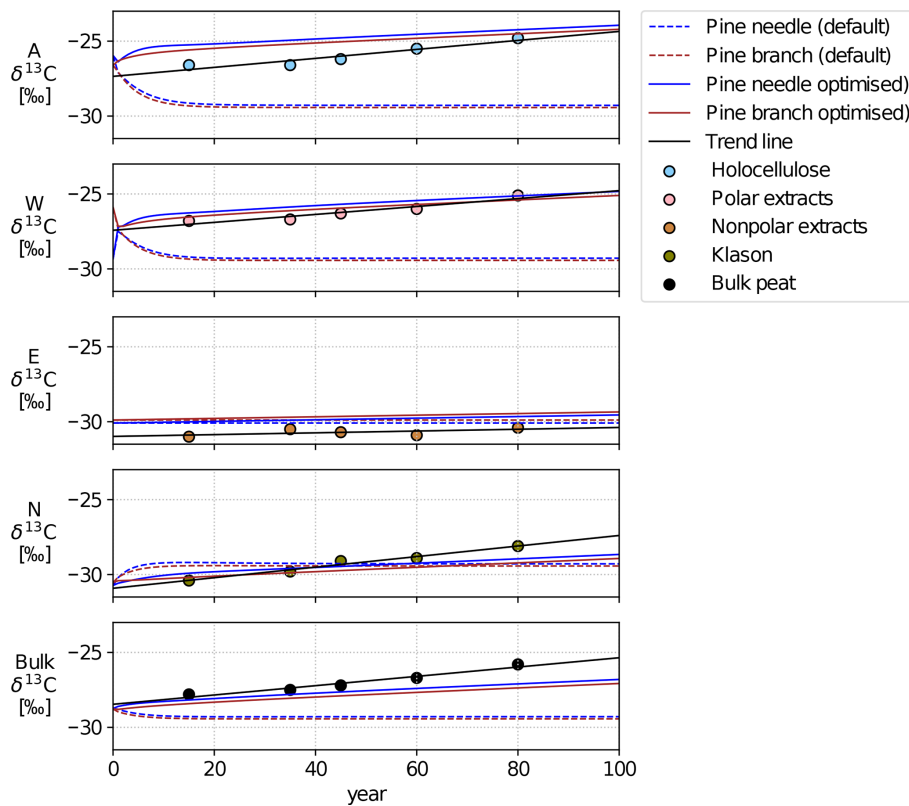 A
δ¹³C
[‰]
−25
−30
W
δ¹³C
[‰]
−25
−30
E
δ¹³C
[‰]
−25
−30
N
δ¹³C
[‰]
−25
−30
Bulk
δ¹³C
[‰]
−25
−30
0 20 40 60 80 100
year
Pine needle (default)
Pine branch (default)
Pine needle optimised)
Pine branch optimised)
Trend line
Holocellulose
Polar extracts
Nonpolar extracts
Klason
Bulk peat